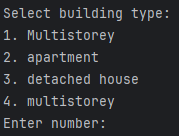 Select building type:
1. Multistorey
2. apartment
3. detached house
4. multistorey
Enter number: